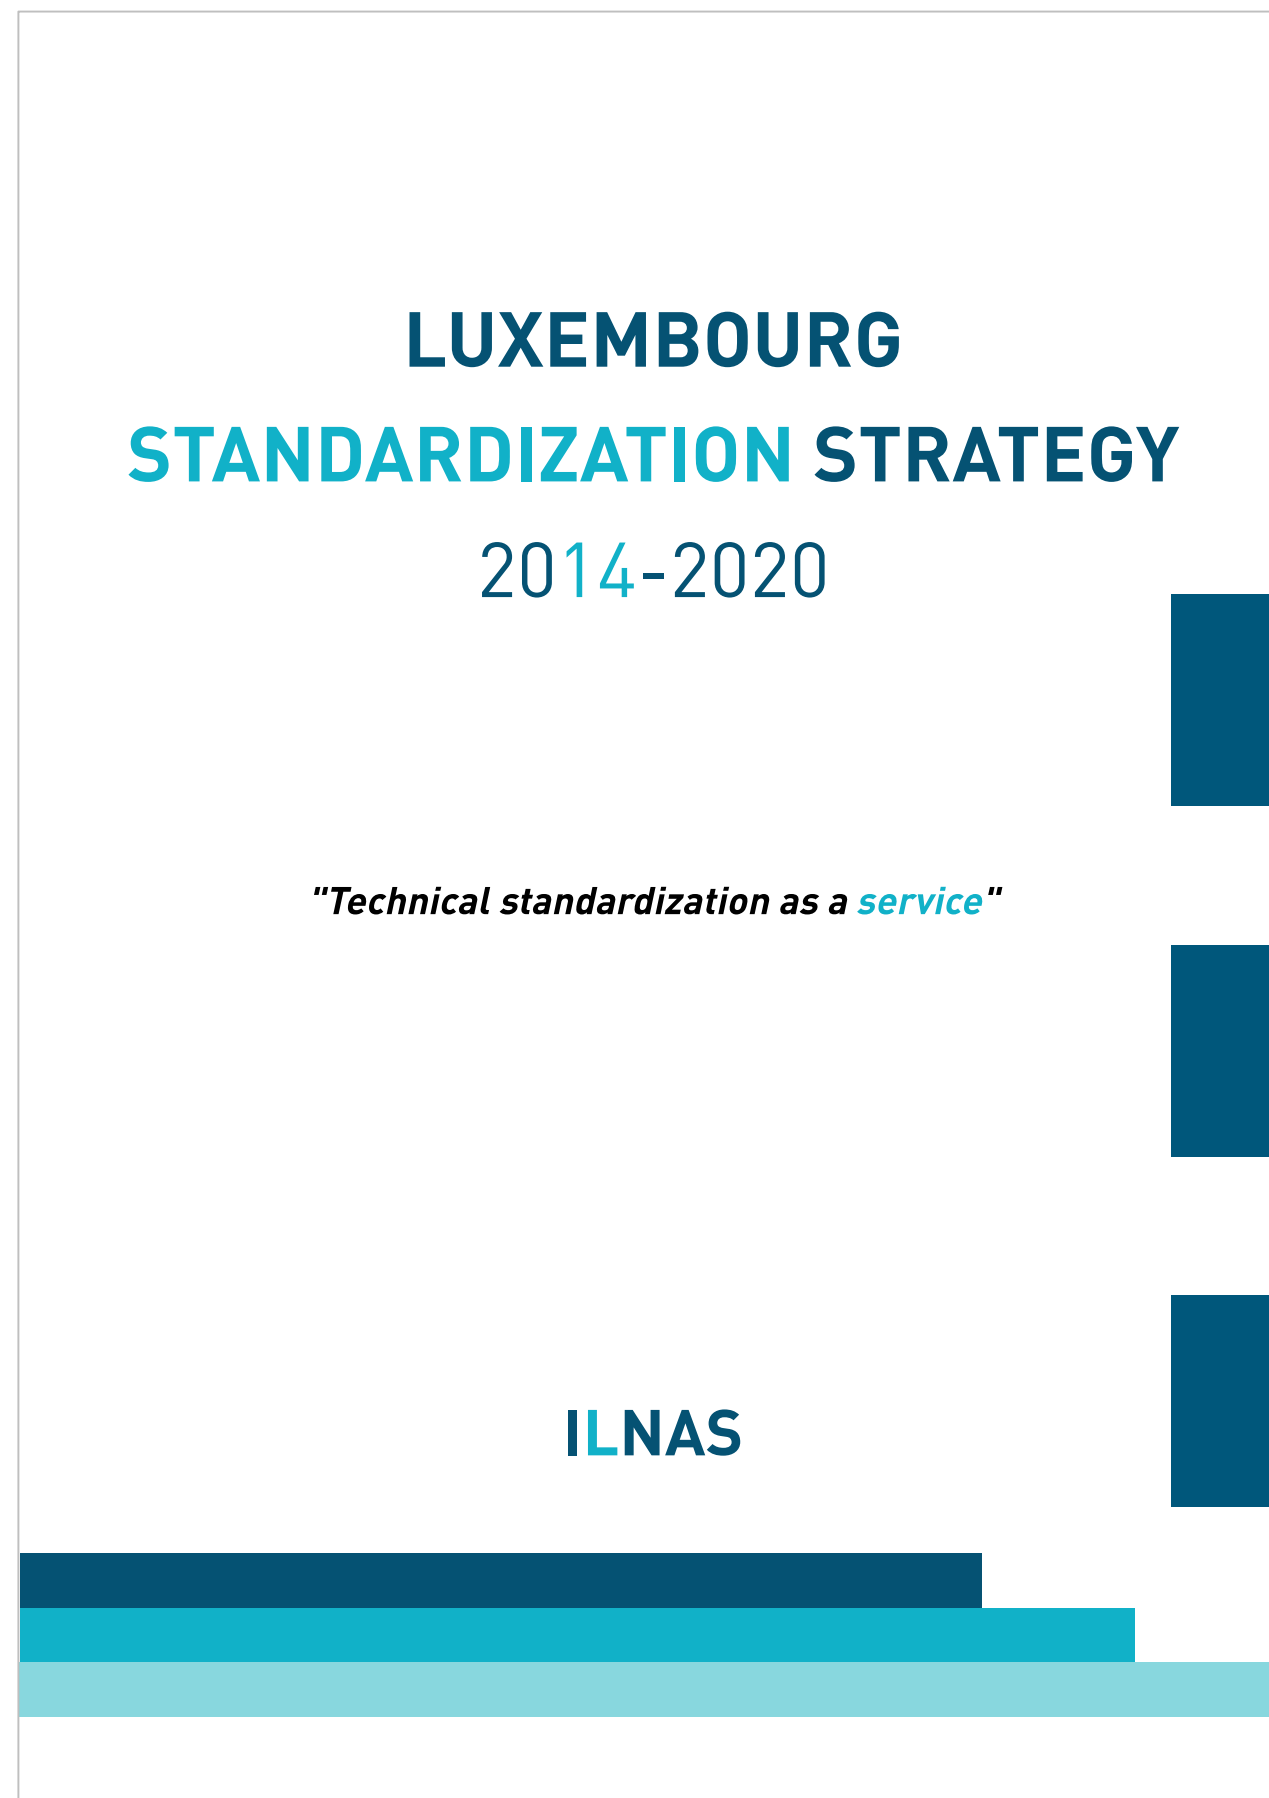 LUXEMBOURG
STANDARDIZATION STRATEGY
2014-2020
"Technical standardization as a service"
ILNAS